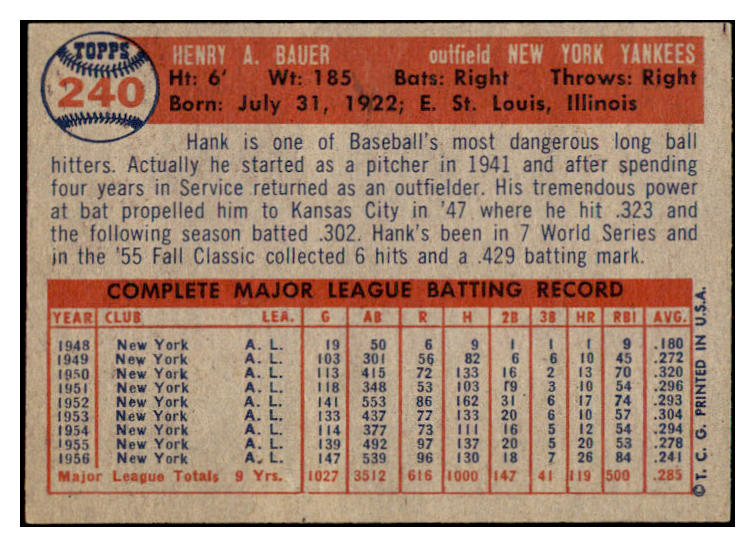 TOPPS
240
HENRY A. BAUER outfield NEW YORK YANKEES
Ht: 6' Wt: 185 Bats: Right Throws: Right
Born: July 31, 1922; E. St. Louis, Illinois
Hank is one of Baseball's most dangerous long ball
hitters. Actually he started as a pitcher in 1941 and after spending
four years in Service returned as an outfielder. His tremendous power
at bat propelled him to Kansas City in '47 where he hit .323 and
the following season batted .302. Hank's been in 7 World Series and
in the '55 Fall Classic collected 6 hits and a .429 batting mark.
COMPLETE MAJOR LEAGUE BATTING RECORD
YEAR CLUB LEA. G AB R H 2B 3B HR RBI AVG.
1948 New York A. L. 19 50 6 9 1 1 1 9 .180
1949 New York A. L. 103 301 56 82 6 6 10 45 .272
1950 New York A. L. 113 415 72 133 16 2 13 70 .320
1951 New York A. L. 118 348 53 103 19 3 10 54 .296
1952 New York A. L. 141 553 86 162 31 6 17 74 .293
1953 New York A. L. 133 437 77 133 20 6 10 57 .304
1954 New York A. L. 114 377 73 111 16 5 12 54 .294
1955 New York A. L. 139 492 97 137 20 5 20 53 .278
1956 New York A. L. 147 539 96 130 18 7 26 84 .241
Major League Totals 9 Yrs. 1027 3512 616 1000 147 41 119 500 .285
© T. C. G. PRINTED IN U.S.A.